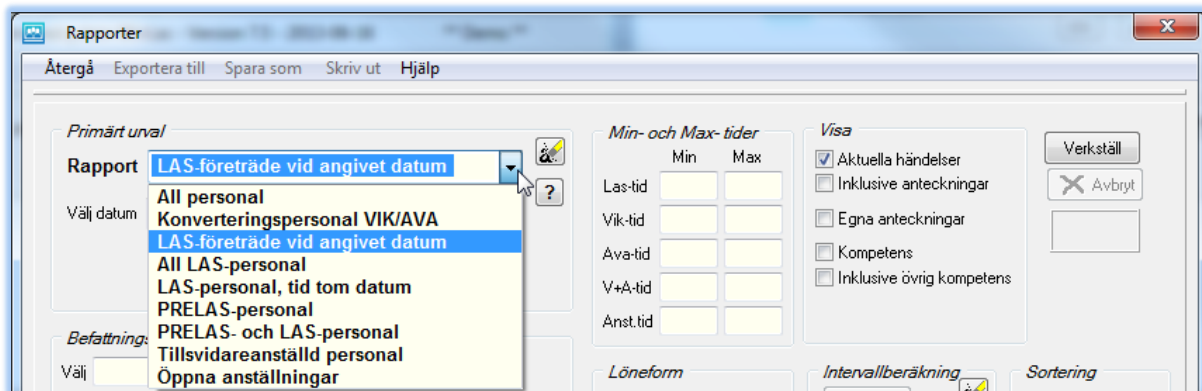 Rapporter
Återgå Exportera till Spara som Skriv ut Hjälp
Primärt urval
Rapport LAS-företräde vid angivet datum
?
Välj datum
All personal
Konverteringspersonal VIK/AVA
LAS-företräde vid angivet datum
All LAS-personal
LAS-personal, tid tom datum
PRELAS-personal
PRELAS- och LAS-personal
Tillsvidareanställd personal
Öppna anställningar
Befattnings
Välj
Min- och Max- tider
Min Max
Las-tid
Vik-tid
Ava-tid
V+A-tid
Anst.tid
Visa
Aktuella händelser
Inklusive anteckningar
Egna anteckningar
Kompetens
Inklusive övrig kompetens
Verkställ
Avbryt
Löneform
Intervallberäkning
Sortering